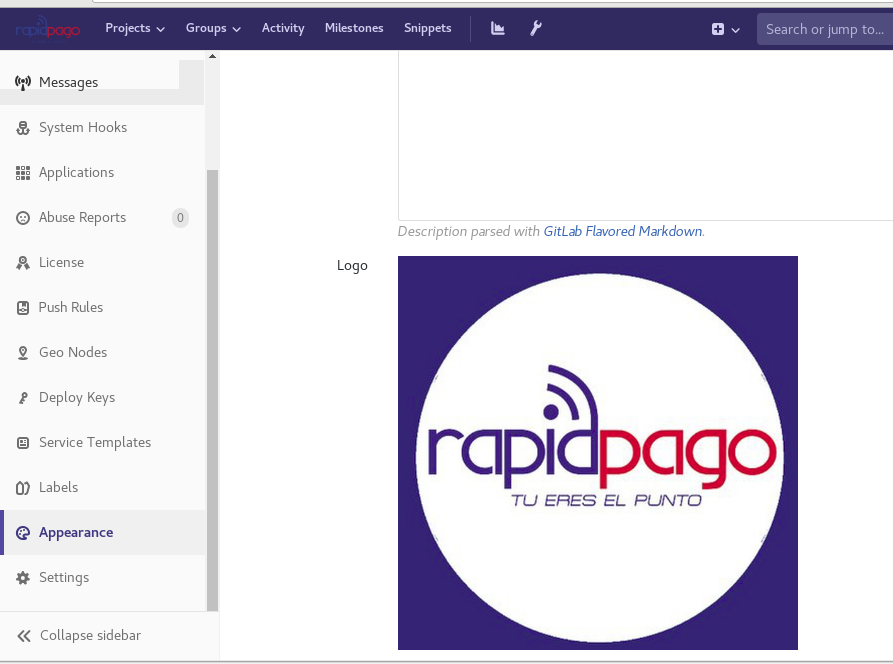 rapidpago Projects Groups Activity Milestones Snippets Search or jump to...
Messages
System Hooks
Applications
Abuse Reports 0
License
Push Rules
Geo Nodes
Deploy Keys
Service Templates
Labels
Appearance
Settings
Collapse sidebar
Description parsed with GitLab Flavored Markdown.
Logo
rapidpago
TU ERES EL PUNTO